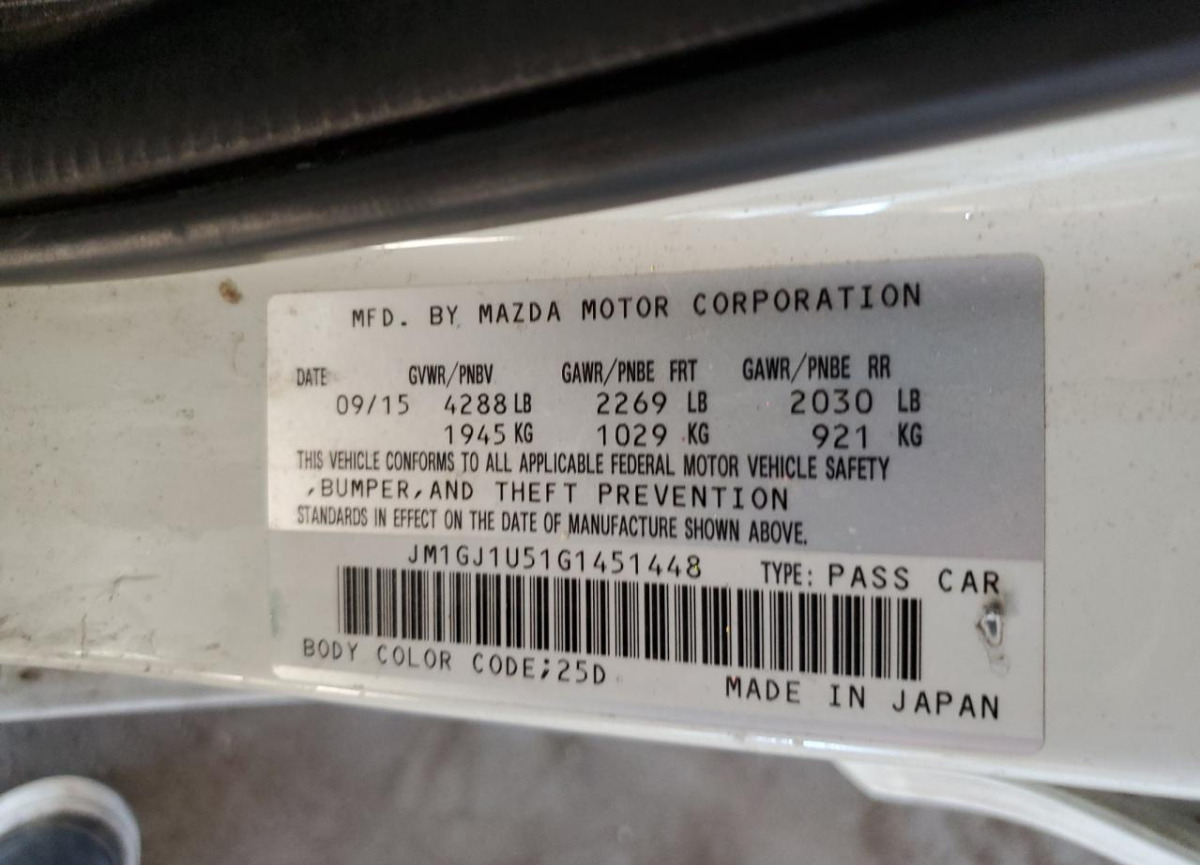 MFD. BY MAZDA MOTOR CORPORATION
DATE GVWR/PNBV GAWR/PNBE FRT GAWR/PNBE RR
09/15 4288 LB 2269 LB 2030 LB
1945 KG 1029 KG 921 KG
THIS VEHICLE CONFORMS TO ALL APPLICABLE FEDERAL MOTOR VEHICLE SAFETY
,BUMPER,AND THEFT PREVENTION
STANDARDS IN EFFECT ON THE DATE OF MANUFACTURE SHOWN ABOVE.
JM1GJ1U51G1451448 TYPE: PASS CAR
BODY COLOR CODE;25D
MADE IN JAPAN